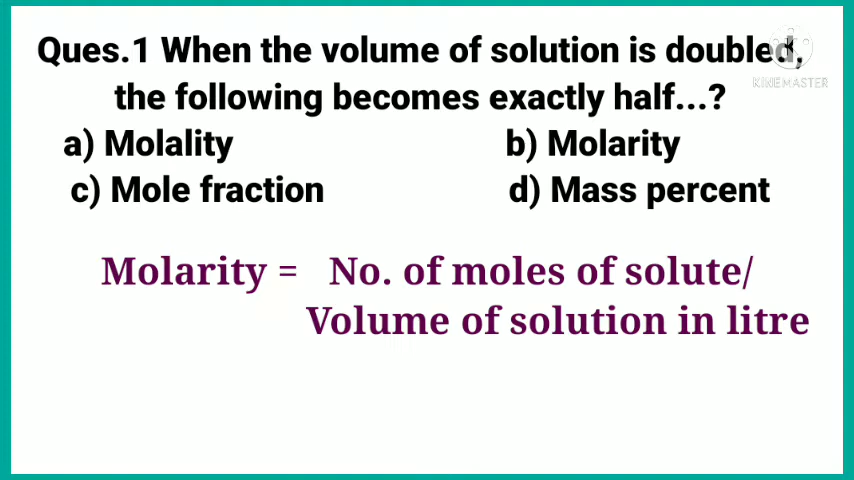 Ques.1 When the volume of solution is doubled,
the following becomes exactly half...?
a) Molality b) Molarity
c) Mole fraction d) Mass percent
Molarity = No. of moles of solute/
Volume of solution in litre
KINEMASTER